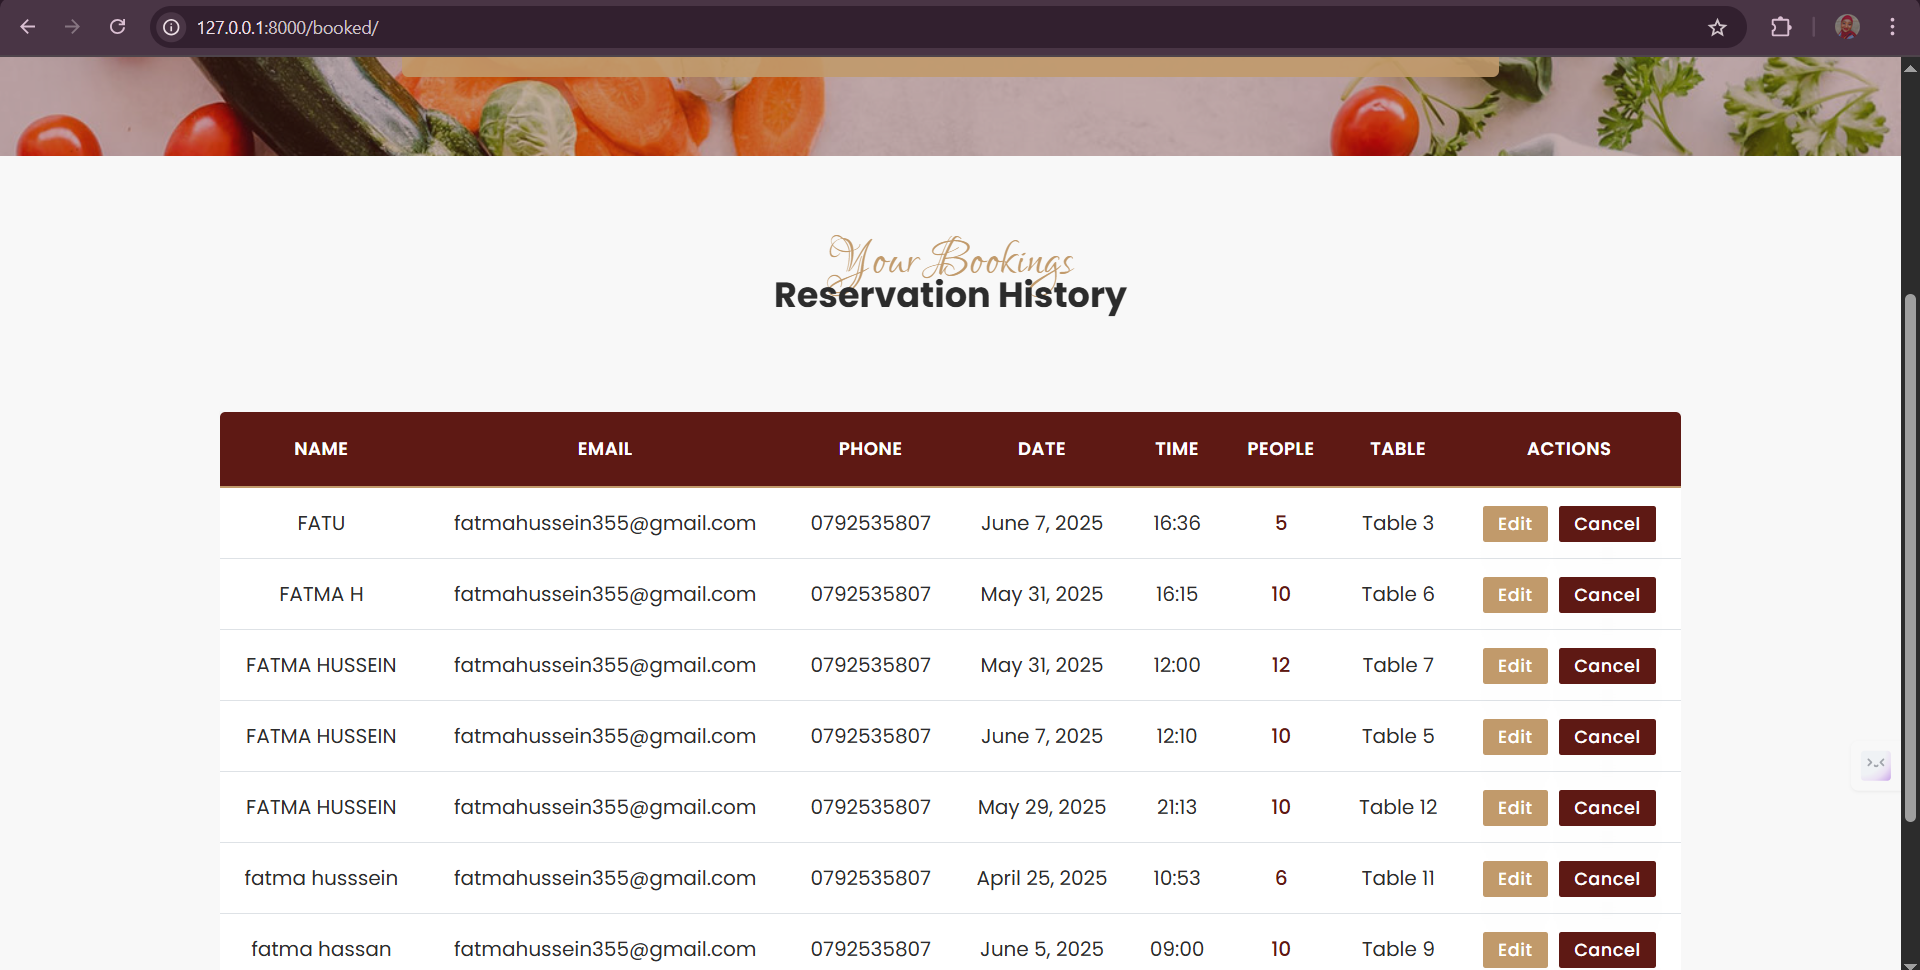 127.0.0.1:8000/booked/
Your Bookings
Reservation History
NAME EMAIL PHONE DATE TIME PEOPLE TABLE ACTIONS
FATU fatmahussein355@gmail.com 0792535807 June 7, 2025 16:36 5 Table 3 Edit Cancel
FATMA H fatmahussein355@gmail.com 0792535807 May 31, 2025 16:15 10 Table 6 Edit Cancel
FATMA HUSSEIN fatmahussein355@gmail.com 0792535807 May 31, 2025 12:00 12 Table 7 Edit Cancel
FATMA HUSSEIN fatmahussein355@gmail.com 0792535807 June 7, 2025 12:10 10 Table 5 Edit Cancel
FATMA HUSSEIN fatmahussein355@gmail.com 0792535807 May 29, 2025 21:13 10 Table 12 Edit Cancel
fatma husssein fatmahussein355@gmail.com 0792535807 April 25, 2025 10:53 6 Table 11 Edit Cancel
fatma hassan fatmahussein355@gmail.com 0792535807 June 5, 2025 09:00 10 Table 9 Edit Cancel